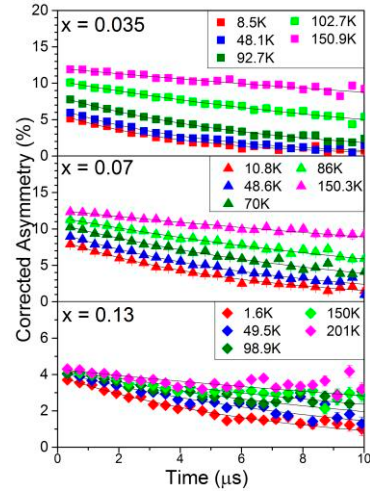 Corrected Asymmetry (%)
20
15
10
5
0
x = 0.035
8.5K
48.1K
92.7K
102.7K
150.9K
15
10
5
0
x = 0.07
10.8K
48.6K
70K
86K
150.3K
6
4
2
0
x = 0.13
1.6K
49.5K
98.9K
150K
201K
0 2 4 6 8 10
Time (μs)